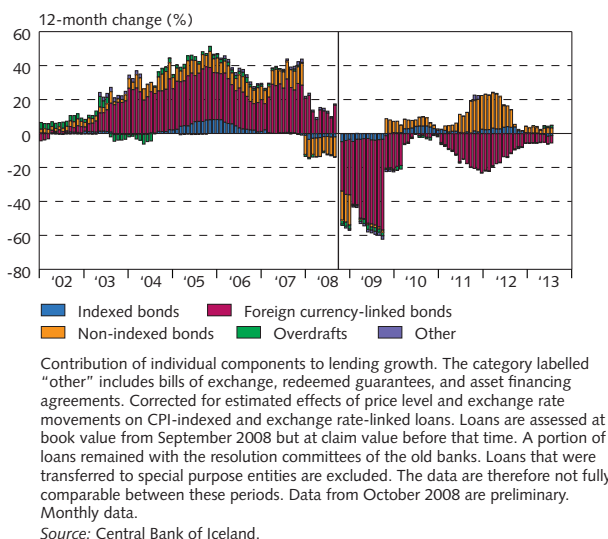 12-month change (%)
60
40
20
0
-20
-40
-60
-80
'02 '03 '04 '05 '06 '07 '08 '09 '10 '11 '12 '13
Indexed bonds Foreign currency-linked bonds
Non-indexed bonds Overdrafts Other
Contribution of individual components to lending growth. The category labelled
“other” includes bills of exchange, redeemed guarantees, and asset financing
agreements. Corrected for estimated effects of price level and exchange rate
movements on CPI-indexed and exchange rate-linked loans. Loans are assessed at
book value from September 2008 but at claim value before that time. A portion of
loans remained with the resolution committees of the old banks. Loans that were
transferred to special purpose entities are excluded. The data are therefore not fully
comparable between these periods. Data from October 2008 are preliminary.
Monthly data.
Source: Central Bank of Iceland.